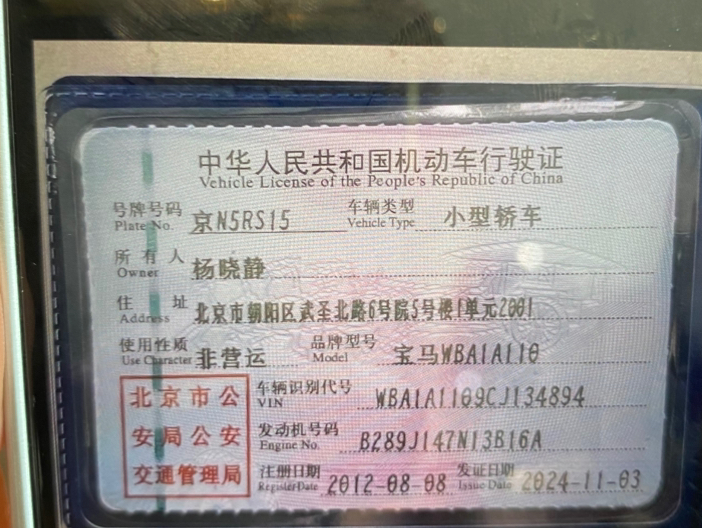 中华人民共和国机动车行驶证
Vehicle License of the People's Republic of China
号牌号码 Plate No. 京N5RS15 车辆类型 Vehicle Type 小型轿车
所有人 Owner 杨晓静
住址 Address 北京市朝阳区武圣北路6号院5号楼1单元2001
使用性质 Use Character 非营运 品牌型号 Model 宝马WBA1A110
北京市公安局公安交通管理局
车辆识别代号 VIN WBA1A1109CJ134894
发动机号码 Engine No. B289J147N13B16A
注册日期 Register Date 2012-08-08 发证日期 Issue Date 2024-11-03